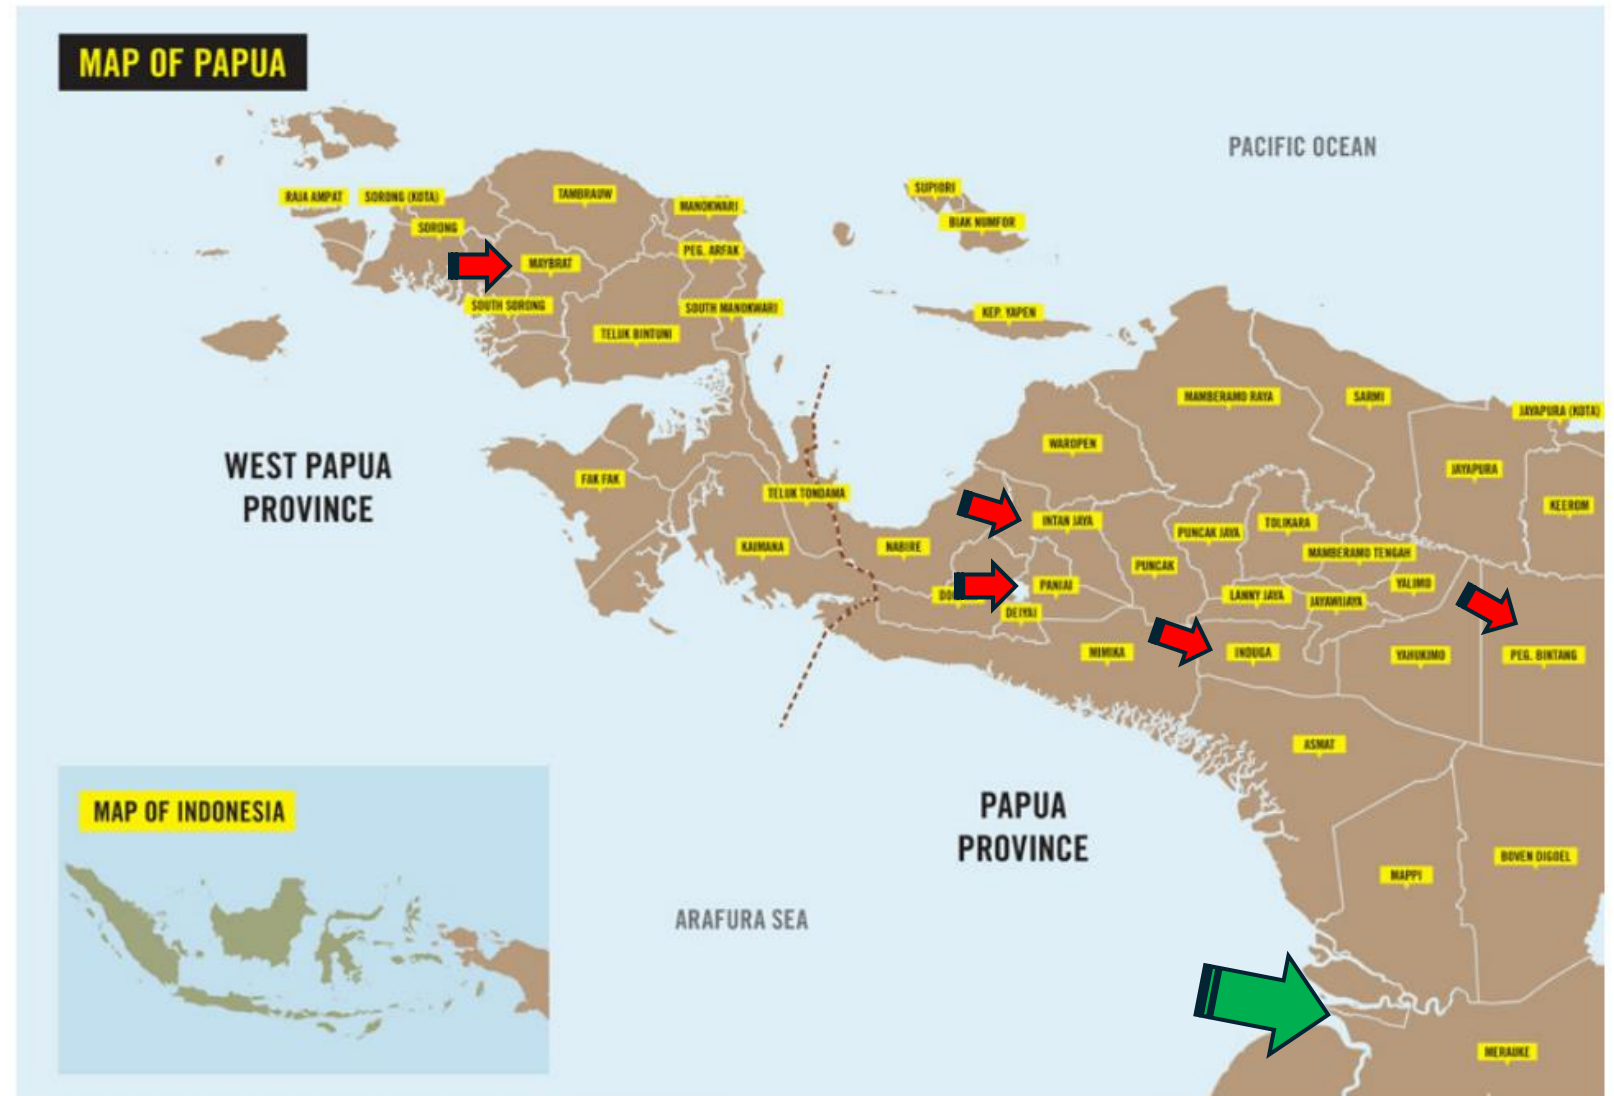 MAP OF PAPUA
PACIFIC OCEAN
RAJA AMPAT
SORONG (KOTA)
TAMBRAUW
MANOKWARI
SUPIORI
BIAK NUMFOR
SORONG
PEG. ARFAK
MAYBRAT
SOUTH SORONG
SOUTH MANOKWARI
KEP. YAPEN
TELUK BINTUNI
MAMBERAMO RAYA
SARMI
JAYAPURA (KOTA)
WAROPEN
WEST PAPUA
PROVINCE
FAK FAK
TELUK TONDAMA
JAYAPURA
KEEROM
INTAN JAYA
TOLIKARA
PUNCAK JAYA
KAIMANA
NABIRE
MAMBERAMO TENGAH
PUNCAK
PANIAI
YALIMO
LANNY JAYA
JAYAWIJAYA
DEIYAI
MIMIKA
INDUGA
YAHUKIMO
PEG. BINTANG
ASMAT
PAPUA
PROVINCE
MAP OF INDONESIA
BOVEN DIGOEL
MAPPI
ARAFURA SEA
MERAUKE